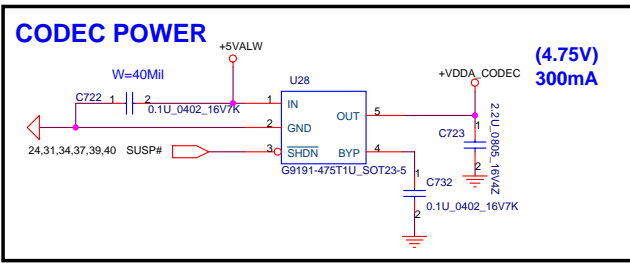 CODEC POWER
+5VALW
(4.75V)
300mA
W=40Mil
+VDDA_CODEC
U28
C722
1
2
0.1U_0402_16V7K
1
IN
OUT
5
2
GND
C723
1
2
2.2U_0805_16V4Z
24,31,34,37,39,40
SUSP#
3
SHDN
BYP
4
G9191-475T1U_SOT23-5
1
C732
0.1U_0402_16V7K
2